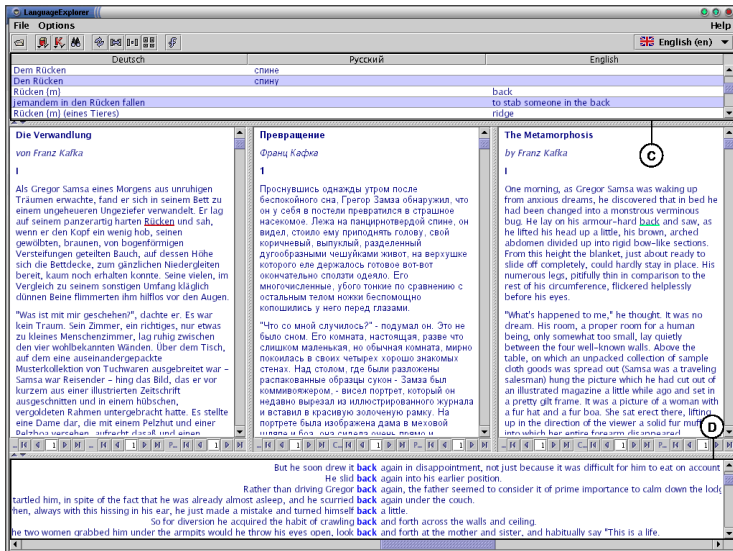 LanguageExplorer
File Options Help
English (en)
Deutsch Русский English
Dem Rücken спине
Den Rücken спину
Rücken (m) back
jemandem in den Rücken fallen to stab someone in the back
Rücken (m) (eines Tieres) ridge
C
Die Verwandlung
von Franz Kafka
I
Als Gregor Samsa eines Morgens aus unruhigen
Träumen erwachte, fand er sich in seinem Bett zu
einem ungeheueren Ungeziefer verwandelt. Er lag
auf seinem panzerartig harten Rücken und sah,
wenn er den Kopf ein wenig hob, seinen
gewölbten, braunen, von bogenförmigen
Versteifungen geteilten Bauch, auf dessen Höhe
sich die Bettdecke, zum gänzlichen Niedergleiten
bereit, kaum noch erhalten konnte. Seine vielen, im
Vergleich zu seinem sonstigen Umfang kläglich
dünnen Beine flimmerten ihm hilflos vor den Augen.
"Was ist mit mir geschehen?", dachte er. Es war
kein Traum. Sein Zimmer, ein richtiges, nur etwas
zu kleines Menschenzimmer, lag ruhig zwischen
den vier wohlbekannten Wänden. Über dem Tisch,
auf dem eine auseinandergepackte
Musterkollektion von Tuchwaren ausgebreitet war –
Samsa war Reisender – hing das Bild, das er vor
kurzem aus einer illustrierten Zeitschrift
ausgeschnitten und in einem hübschen,
vergoldeten Rahmen untergebracht hatte. Es stellte
eine Dame dar, die mit einem Pelzhut und einer
Pelzboa versehen, aufrecht dasaß und einen
Превращение
Франц Кафка
1
Проснувшись однажды утром после
беспокойного сна, Грегор Замза обнаружил, что
он у себя в постели превратился в страшное
насекомое. Лежа на панцирнотвердой спине, он
видел, стоило ему приподнять голову, свой
коричневый, выпуклый, разделенный
дугообразными чешуйками живот, на верхушке
которого еле держалось готовое вот-вот
окончательно сползти одеяло. Его
многочисленные, убого тонкие по сравнению с
остальным телом ножки беспомощно
копошились у него перед глазами.
"Что со мной случилось?" - подумал он. Это не
было сном. Его комната, настоящая, разве что
слишком маленькая, но обычная комната, мирно
покоилась в своих четырех хорошо знакомых
стенах. Над столом, где были разложены
распакованные образцы сукон - Замза был
коммивояжером, - висел портрет, который он
недавно вырезал из иллюстрированного журнала
и вставил в красивую золоченую рамку. На
портрете была изображена дама в меховой
шляпе и боа, она сидела очень прямо и
The Metamorphosis
by Franz Kafka
I
One morning, as Gregor Samsa was waking up
from anxious dreams, he discovered that in bed he
had been changed into a monstrous verminous
bug. He lay on his armour-hard back and saw, as
he lifted his head up a little, his brown, arched
abdomen divided up into rigid bow-like sections.
From this height the blanket, just about ready to
slide off completely, could hardly stay in place. His
numerous legs, pitifully thin in comparison to the
rest of his circumference, flickered helplessly
before his eyes.
"What's happened to me," he thought. It was no
dream. His room, a proper room for a human
being, only somewhat too small, lay quietly
between the four well-known walls. Above the
table, on which an unpacked collection of sample
cloth goods was spread out (Samsa was a traveling
salesman) hung the picture which he had cut out of
an illustrated magazine a little while ago and set in
a pretty gilt frame. It was a picture of a woman with
a fur hat and a fur boa. She sat erect there, lifting
up in the direction of the viewer a solid fur muff
into which her entire forearm disappeared.
D
... 1 C... 1 P... 1
... 1 C... 1 P... 1
... 1 C... 1 P... 1
But he soon drew it back again in disappointment, not just because it was difficult for him to eat on account
He slid back again into his earlier position.
Rather than driving Gregor back again, the father seemed to consider it of prime importance to calm down the lodg
tartled him, in spite of the fact that he was already almost asleep, and he scurried back again under the couch.
hen, always with this hissing in his ear, he just made a mistake and turned himself back a little.
So for diversion he acquired the habit of crawling back and forth across the walls and ceiling.
he two women grabbed him under the armpits would he throw his eyes open, look back and forth at the mother and sister, and habitually say "This is a life.